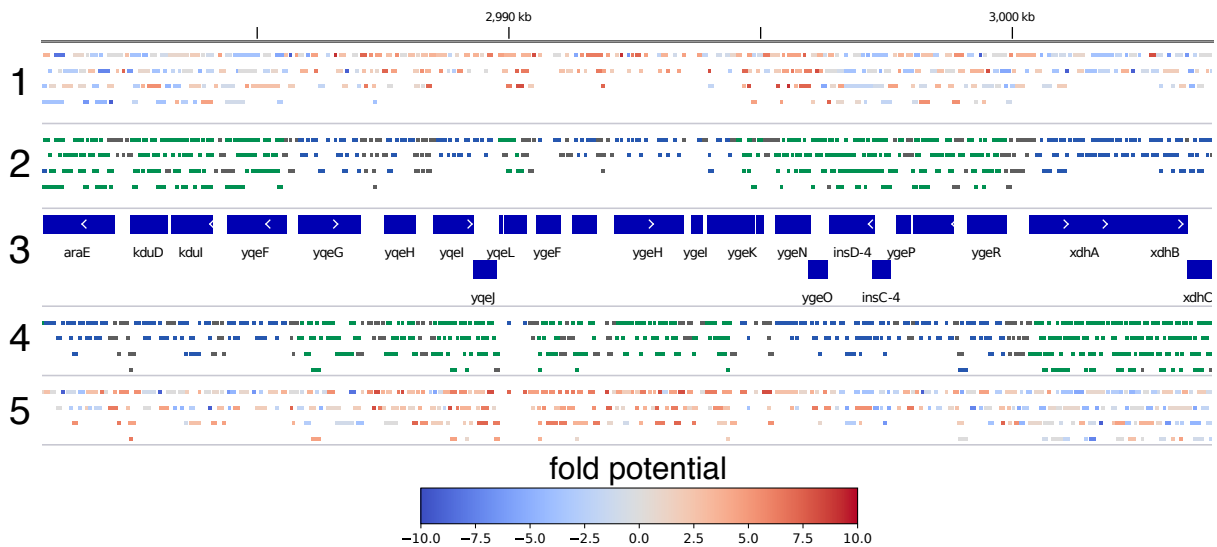 2,990 kb 3,000 kb
1
2
3
araE kduD kduI yqeF yqeG yqeH yqeI yqeL ygeF ygeH ygeI ygeK ygeN insD-4 ygeP ygeR xdhA xdhB
yqeJ ygeO insC-4 xdhC
4
5
fold potential
−10.0 −7.5 −5.0 −2.5 0.0 2.5 5.0 7.5 10.0